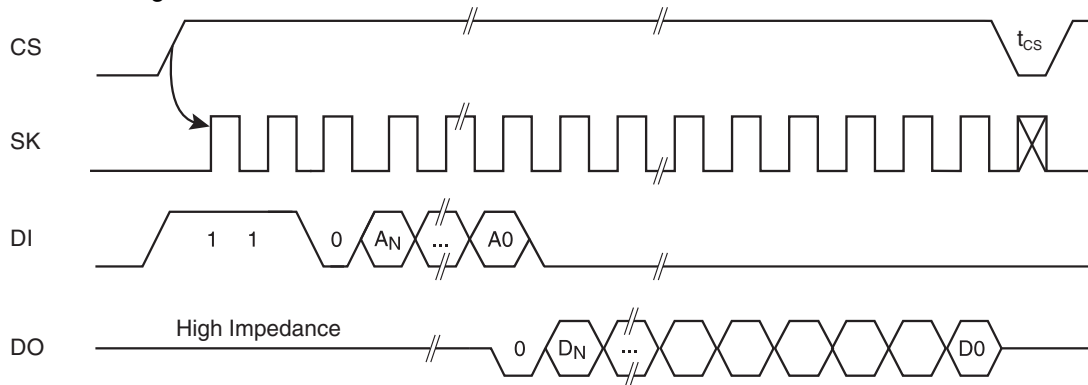 CS
t_CS
SK
DI
1 1 0 A_N ... A0
High Impedance
DO
0 D_N ... D0